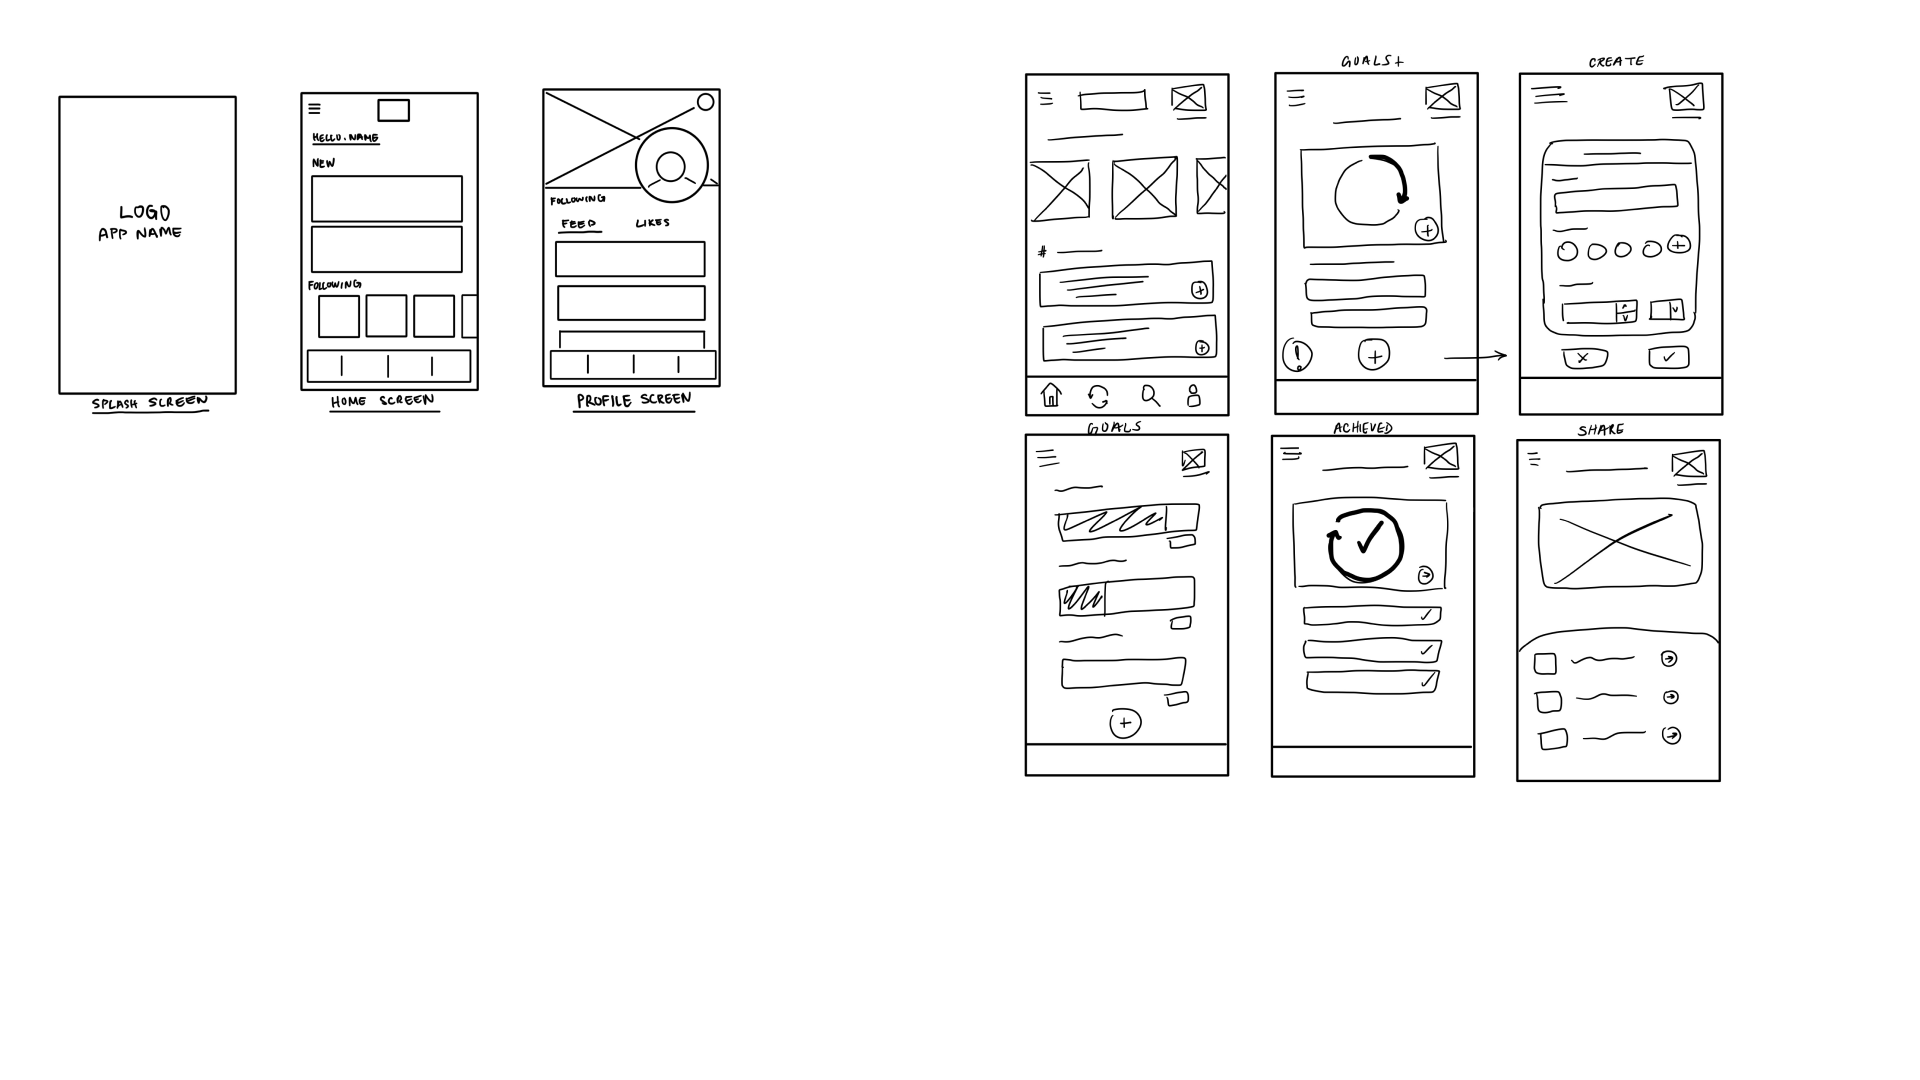 LOGO
APP NAME
SPLASH SCREEN
HELLO. NAME
NEW
FOLLOWING
HOME SCREEN
FOLLOWING
FEED LIKES
PROFILE SCREEN
#
GOALS+
CREATE
GOALS
ACHIEVED
SHARE